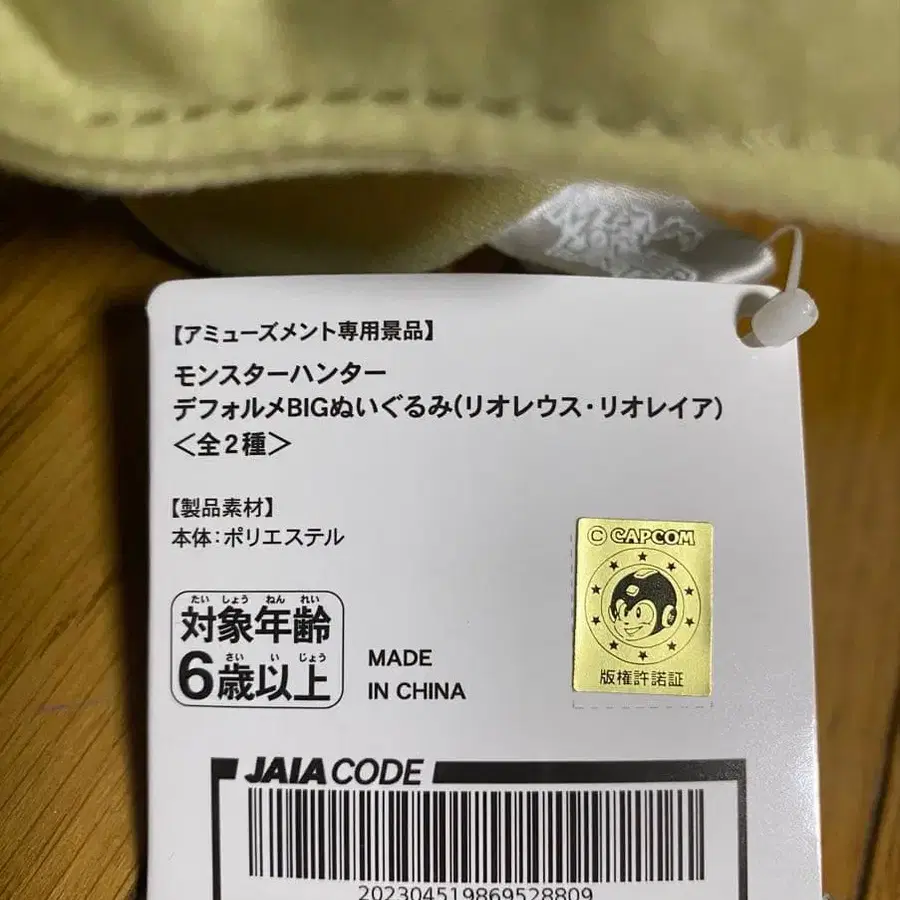 【アミューズメント専用景品】
モンスターハンター
デフォルメBIGぬいぐるみ(リオレウス・リオレイア)
<全2種>
【製品素材】
本体:ポリエステル
たい しょう ねん れい
対象年齢
さい い じょう
6歳以上
MADE
IN CHINA
© CAPCOM
版権許諾証
JAIA CODE
202304519869528809